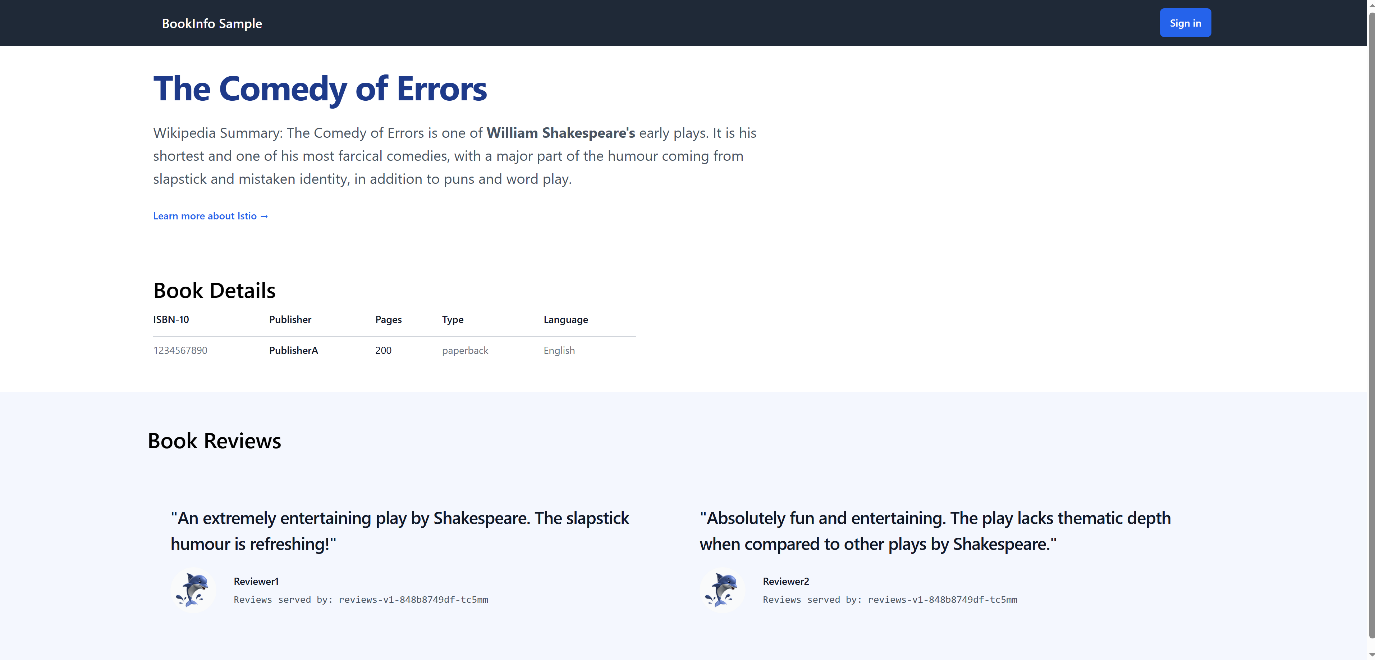 BookInfo Sample
Sign in
The Comedy of Errors
Wikipedia Summary: The Comedy of Errors is one of William Shakespeare's early plays. It is his
shortest and one of his most farcical comedies, with a major part of the humour coming from
slapstick and mistaken identity, in addition to puns and word play.
Learn more about Istio →
Book Details
ISBN-10 Publisher Pages Type Language
1234567890 PublisherA 200 paperback English
Book Reviews
"An extremely entertaining play by Shakespeare. The slapstick
humour is refreshing!"
Reviewer1
Reviews served by: reviews-v1-848b8749df-tc5mm
"Absolutely fun and entertaining. The play lacks thematic depth
when compared to other plays by Shakespeare."
Reviewer2
Reviews served by: reviews-v1-848b8749df-tc5mm